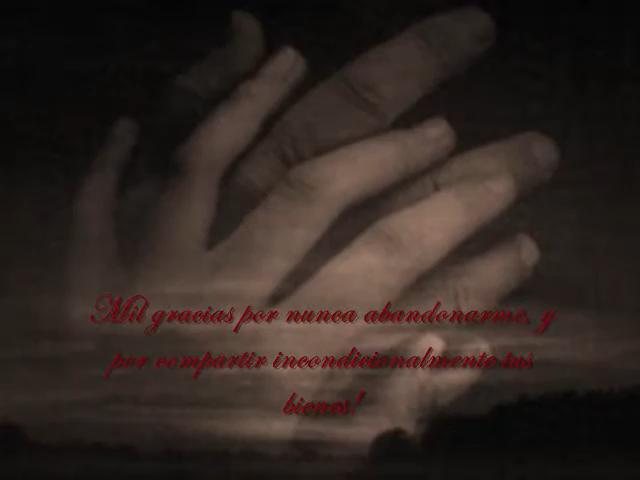 Mil gracias por nunca abandonarme, y
por compartir incondicionalmente tus
bienes!